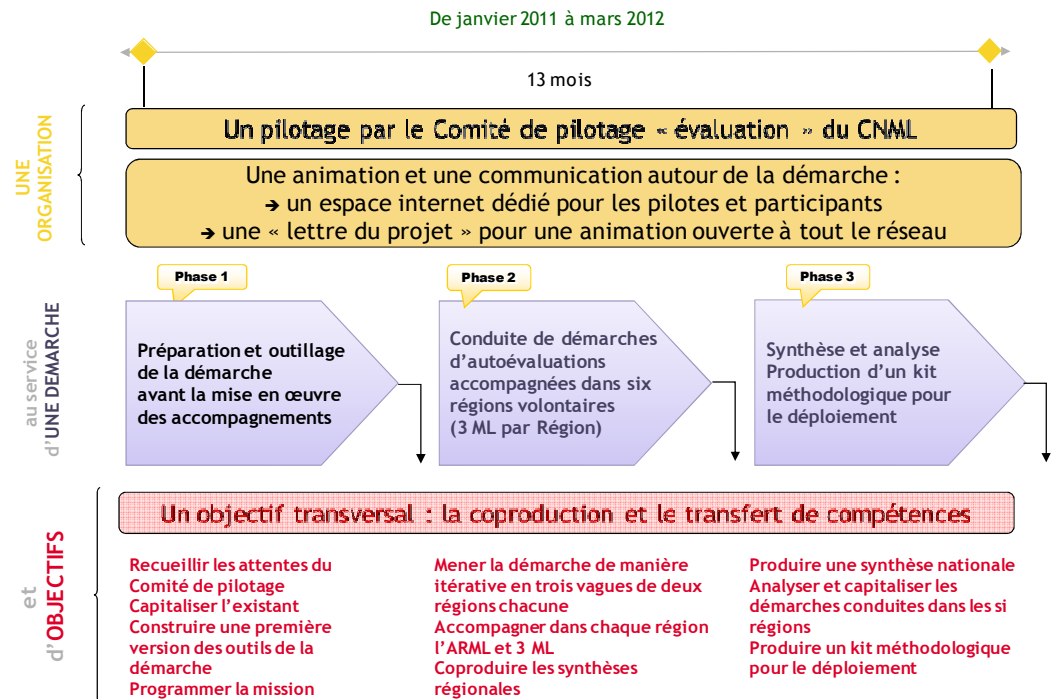 De janvier 2011 à mars 2012
13 mois
UNE
ORGANISATION
Un pilotage par le Comité de pilotage « évaluation » du CNML
Une animation et une communication autour de la démarche :
➔ un espace internet dédié pour les pilotes et participants
➔ une « lettre du projet » pour une animation ouverte à tout le réseau
au service
d'UNE DEMARCHE
Phase 1
Préparation et outillage
de la démarche
avant la mise en œuvre
des accompagnements
Phase 2
Conduite de démarches
d'autoévaluations
accompagnées dans six
régions volontaires
(3 ML par Région)
Phase 3
Synthèse et analyse
Production d'un kit
méthodologique pour
le déploiement
et
d'OBJECTIFS
Un objectif transversal : la coproduction et le transfert de compétences
Recueillir les attentes du
Comité de pilotage
Capitaliser l'existant
Construire une première
version des outils de la
démarche
Programmer la mission
Mener la démarche de manière
itérative en trois vagues de deux
régions chacune
Accompagner dans chaque région
l'ARML et 3 ML
Coproduire les synthèses
régionales
Produire une synthèse nationale
Analyser et capitaliser les
démarches conduites dans les si
régions
Produire un kit méthodologique
pour le déploiement